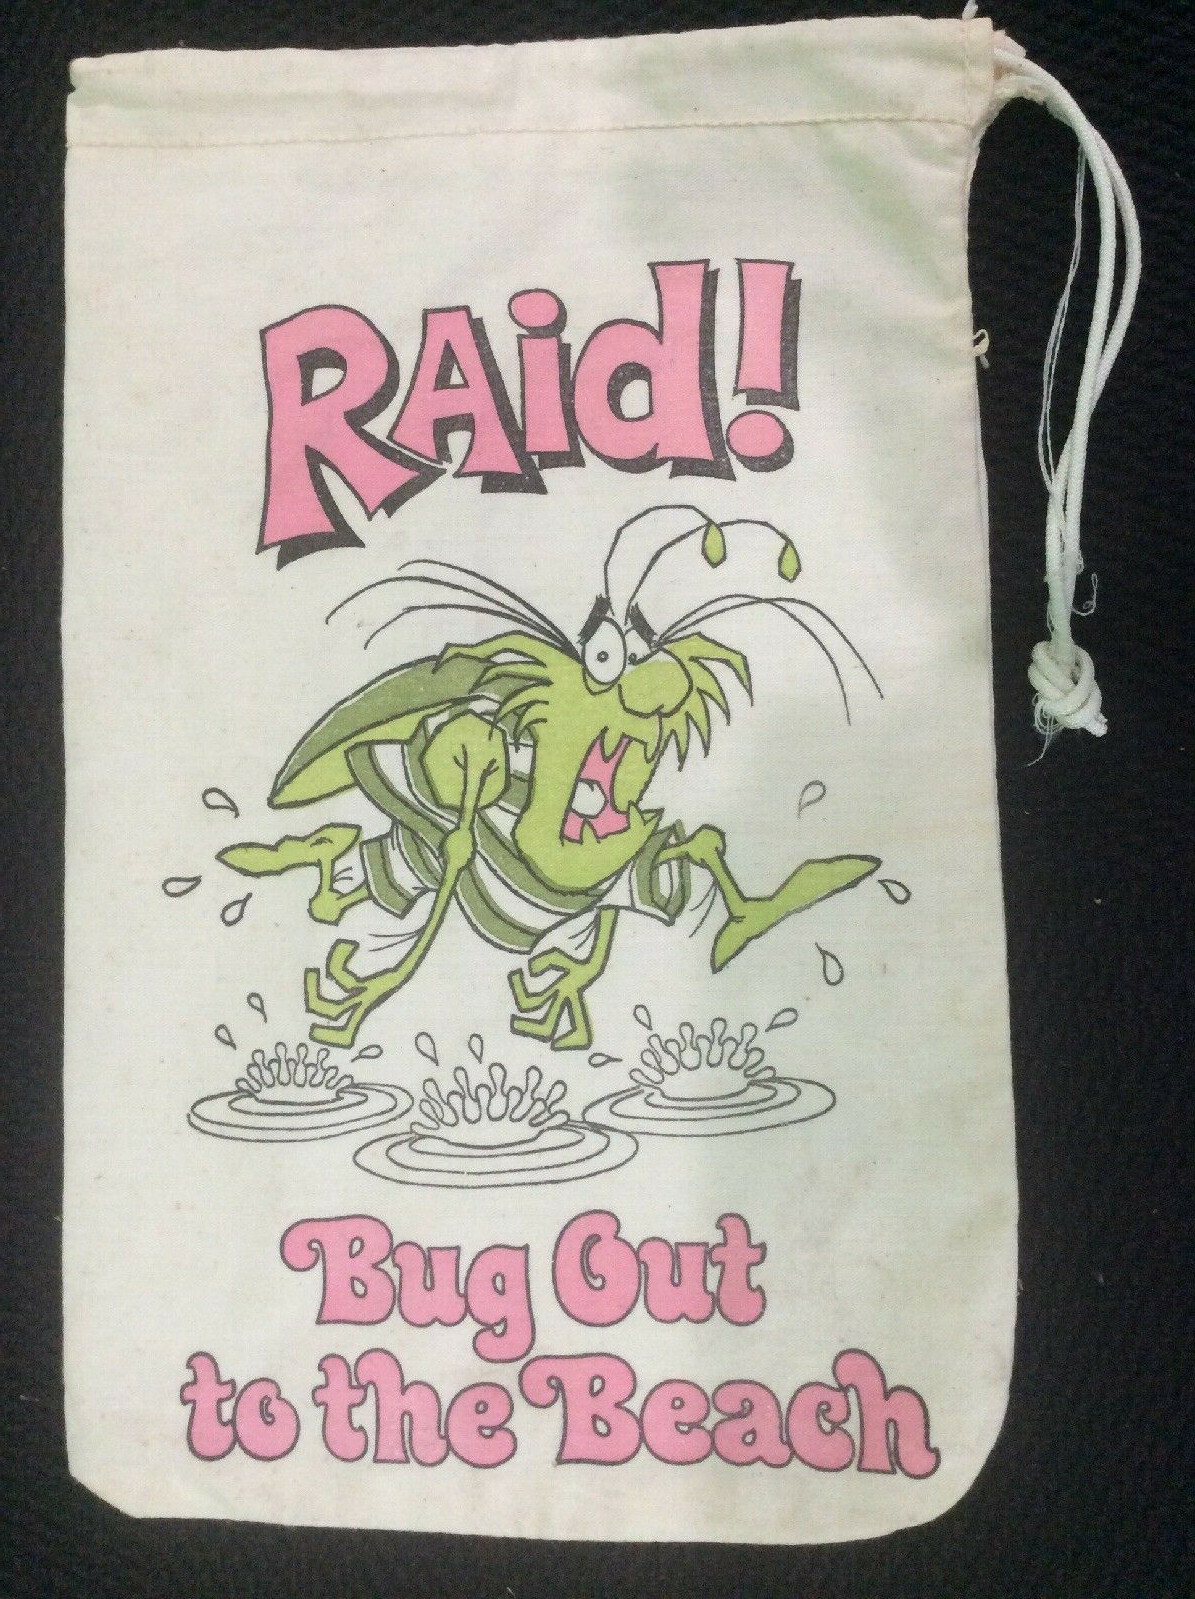 RAid!
Bug Out
to the Beach